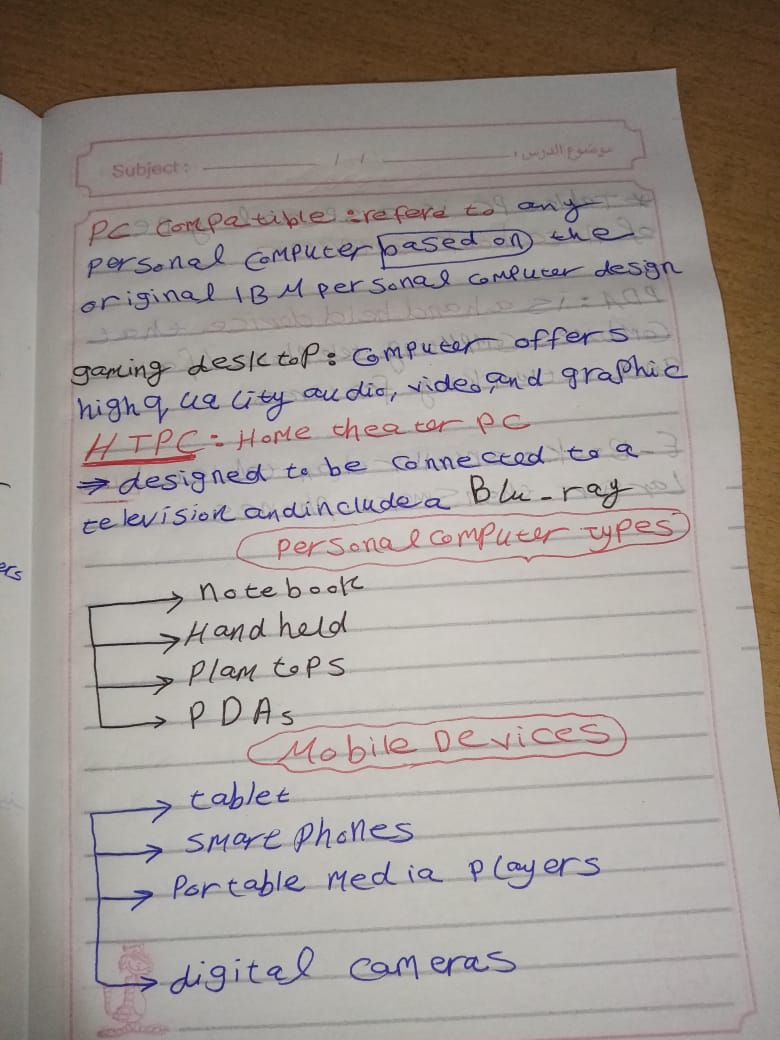 Subject: / / موضوع الدرس:
PC compatible : refere to any
personal computer based on the
original IBM personal computer design
gaming desktop: computer offers
high quality audio, video, and graphic
HTPC: Home theater PC
→ designed to be connected to a
television and include a Blu-ray
personal computer types
→ notebook
→ Hand held
→ Plam tops
→ PDAs
Mobile Devices
→ tablet
→ smart phones
→ Portable media players
→ digital cameras
ers